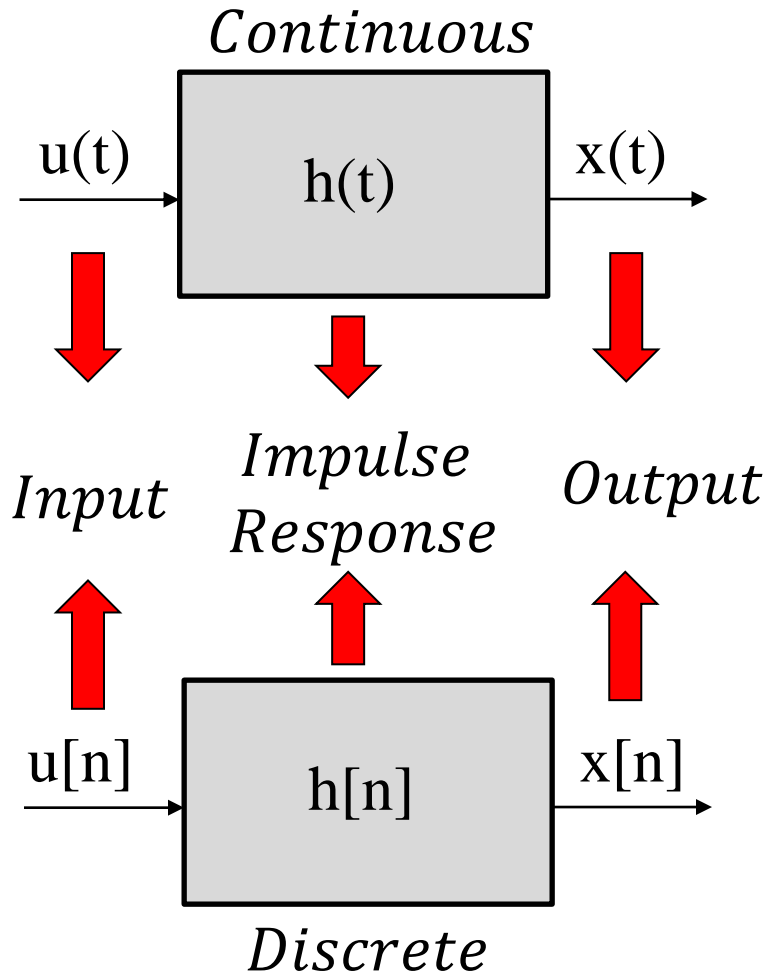 Continuous
u(t)
h(t)
x(t)
Input
Impulse
Response
Output
u[n]
h[n]
x[n]
Discrete